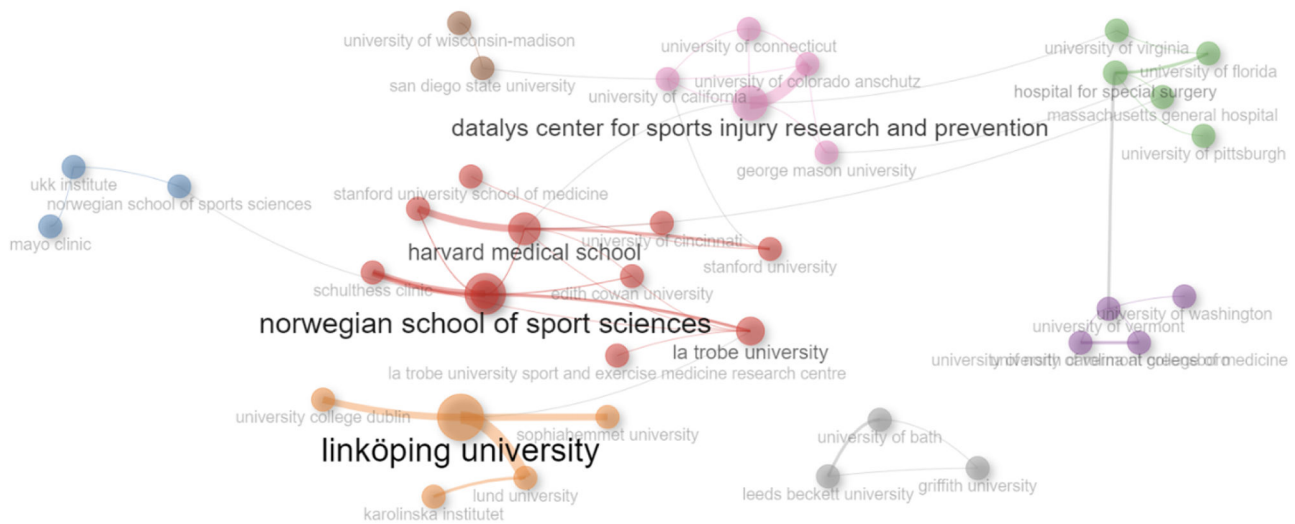 university of wisconsin-madison
san diego state university
university of connecticut
university of colorado anschutz
university of california
datalys center for sports injury research and prevention
george mason university
university of virginia
university of florida
hospital for special surgery
massachusetts general hospital
university of pittsburgh
ukk institute
norwegian school of sports sciences
mayo clinic
stanford university school of medicine
university of cincinnati
harvard medical school
stanford university
schulthess clinic
edith cowan university
norwegian school of sport sciences
la trobe university
la trobe university sport and exercise medicine research centre
university of washington
university of vermont
university of
medicine
university college dublin
sophiahemmet university
linköping university
lund university
karolinska institutet
university of bath
leeds beckett university
griffith university